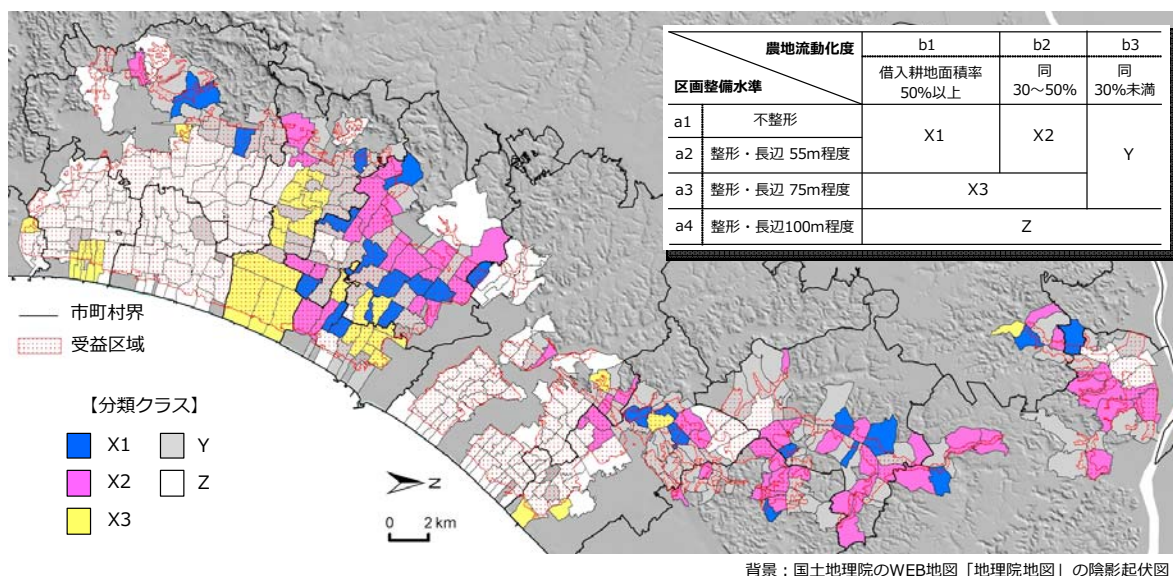 農地流動化度
区画整備水準
b1
b2
b3
借入耕地面積率
50%以上
同
30~50%
同
30%未満
a1 不整形
a2 整形・長辺 55m程度
a3 整形・長辺 75m程度
a4 整形・長辺100m程度
X1
X2
Y
X3
Z
市町村界
受益区域
【分類クラス】
X1 Y
X2 Z
X3
Z
0 2 km
背景:国土地理院のWEB地図「地理院地図」の陰影起伏図